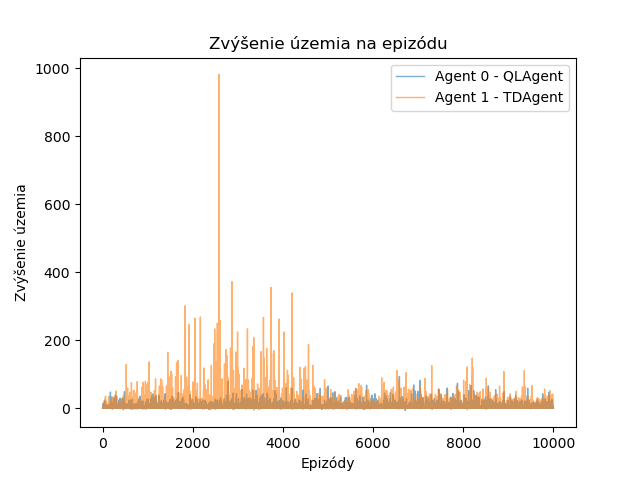 Zvýšenie územia na epizódu
Agent 0 - QLAgent
Agent 1 - TDAgent
1000
800
600
400
200
0
Zvýšenie územia
0 2000 4000 6000 8000 10000
Epizódy